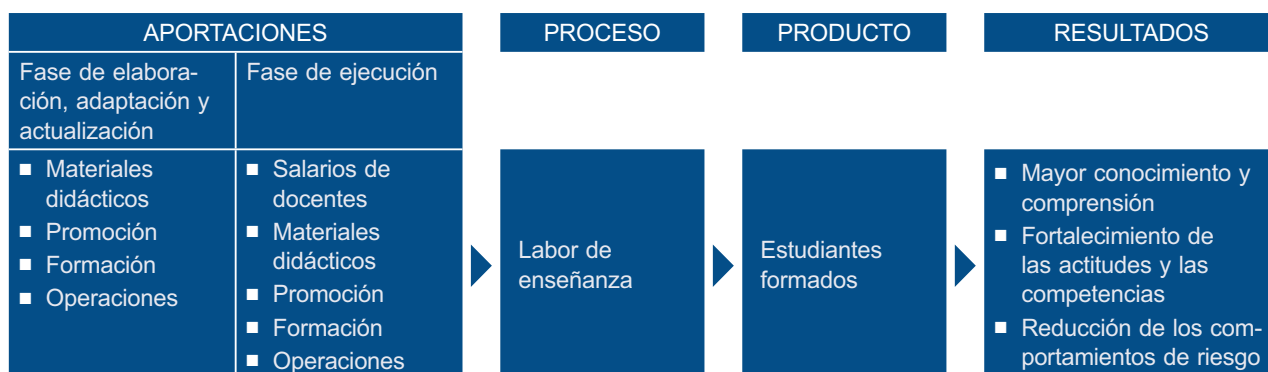 APORTACIONES
PROCESO
PRODUCTO
RESULTADOS
Fase de elabora-
ción, adaptación y
actualización
Fase de ejecución
■ Materiales
didácticos
■ Promoción
■ Formación
■ Operaciones
■ Salarios de
docentes
■ Materiales
didácticos
■ Promoción
■ Formación
■ Operaciones
Labor de
enseñanza
Estudiantes
formados
■ Mayor conocimiento y
comprensión
■ Fortalecimiento de
las actitudes y las
competencias
■ Reducción de los com-
portamientos de riesgo